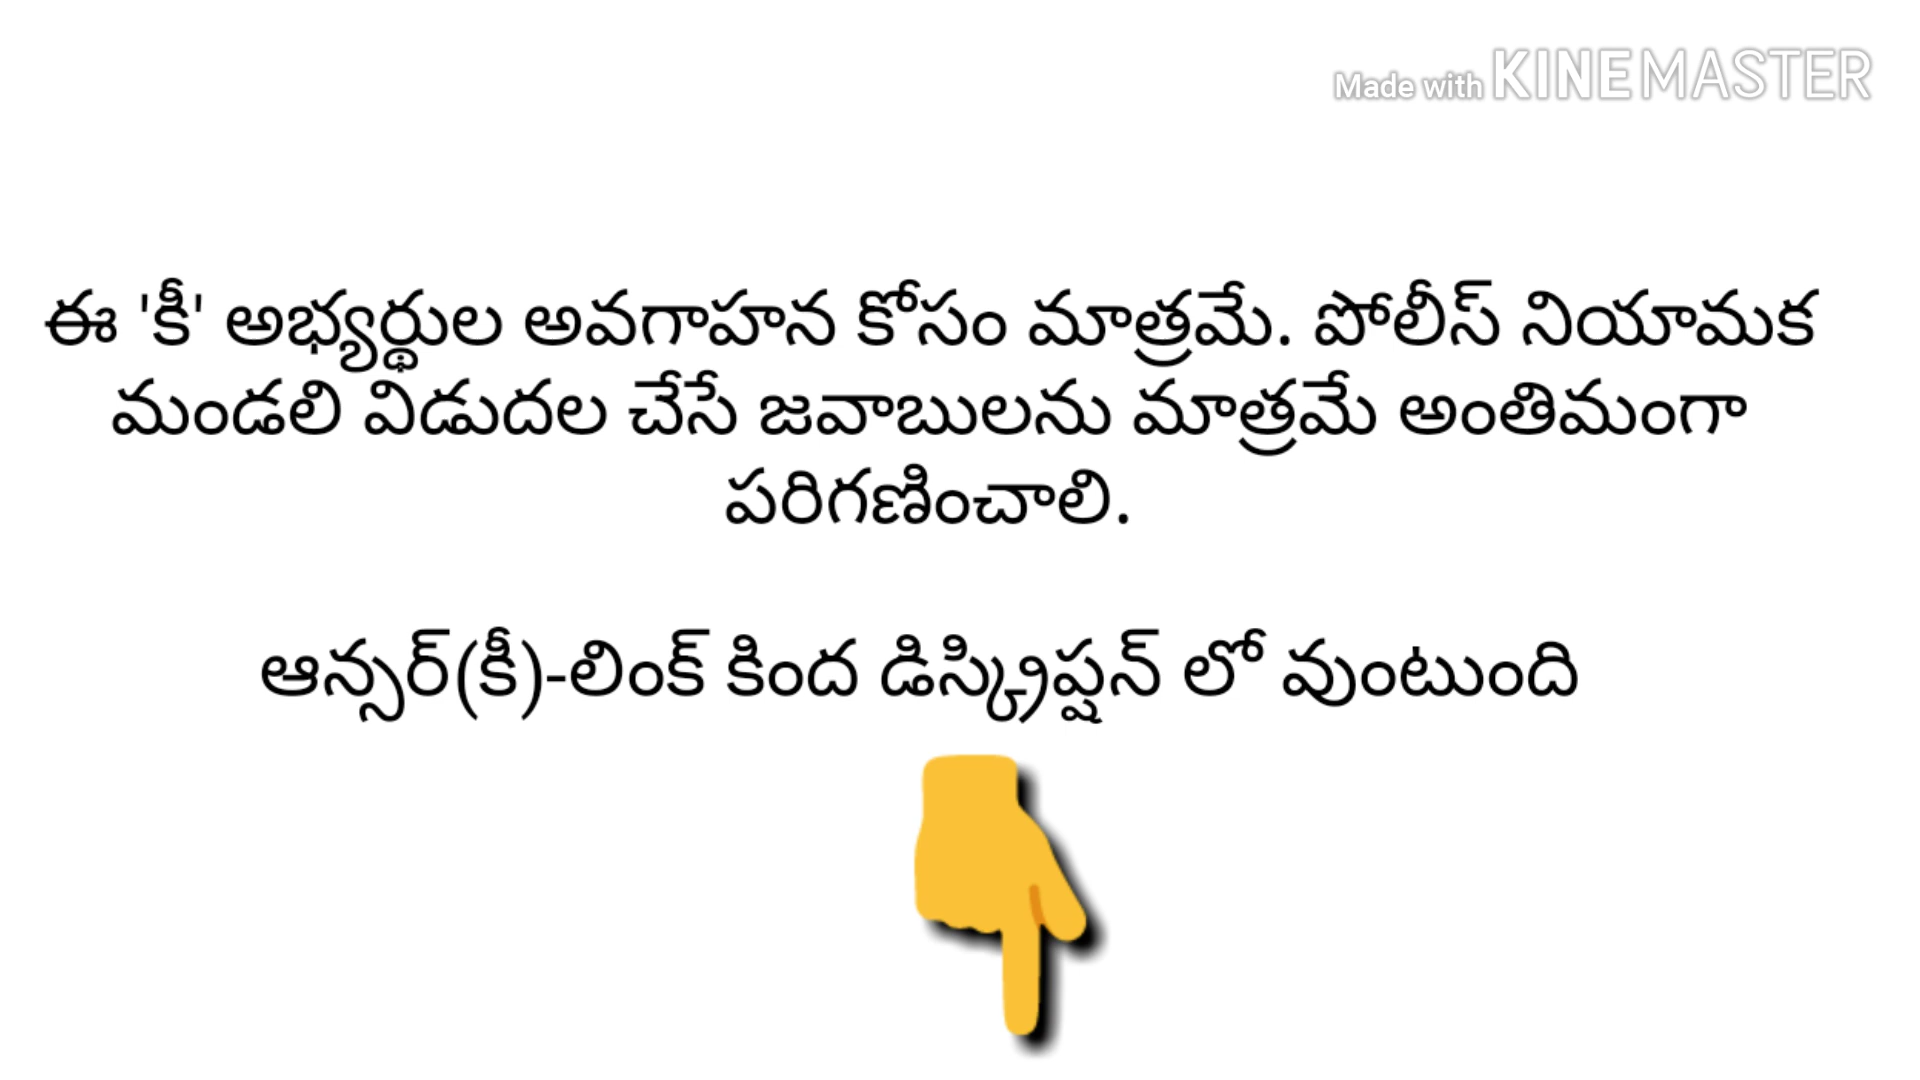 Made with KINEMASTER
ఈ 'కీ' అభ్యర్థుల అవగాహన కోసం మాత్రమే. పోలీస్ నియామక
మండలి విడుదల చేసే జవాబులను మాత్రమే అంతిమంగా
పరిగణించాలి.
ఆన్సర్(కీ)-లింక్ కింద డిస్క్రిప్షన్ లో వుంటుంది